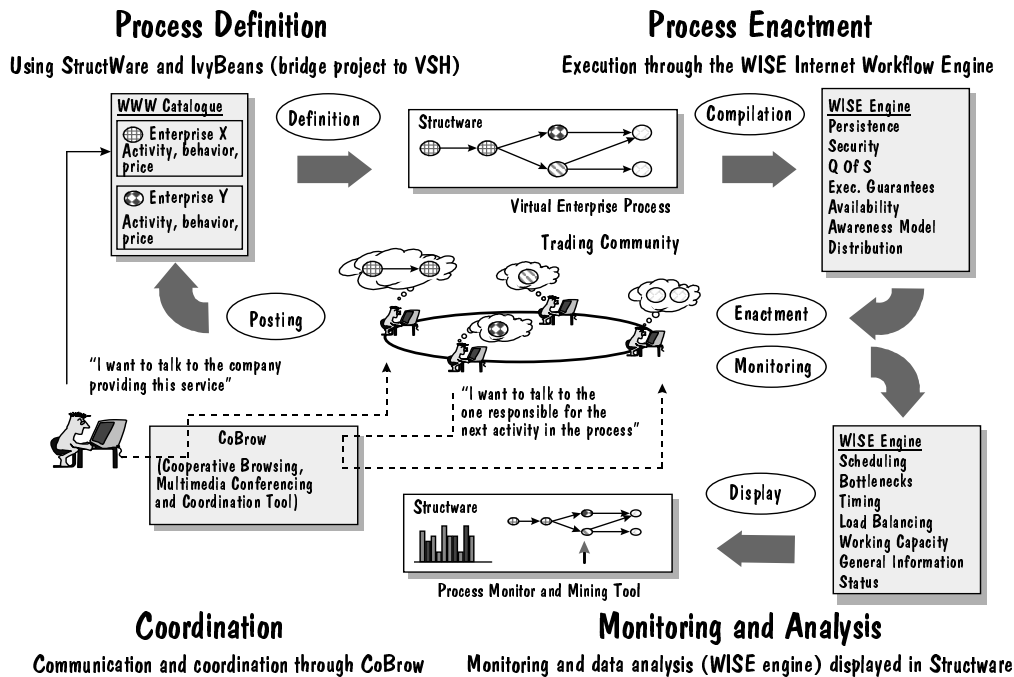 Process Definition
Using StructWare and IvyBeans (bridge project to VSH)
Process Enactment
Execution through the WISE Internet Workflow Engine
WWW Catalogue
Enterprise X
Activity, behavior,
price
Enterprise Y
Activity, behavior,
price
Definition
Structware
Virtual Enterprise Process
Compilation
WISE Engine
Persistence
Security
Q Of S
Exec. Guarantees
Availability
Awareness Model
Distribution
Trading Community
Posting
Enactment
Monitoring
"I want to talk to the company
providing this service"
"I want to talk to the
one responsible for the
next activity in the process"
CoBrow
(Cooperative Browsing,
Multimedia Conferencing
and Coordination Tool)
Structware
Process Monitor and Mining Tool
Display
WISE Engine
Scheduling
Bottlenecks
Timing
Load Balancing
Working Capacity
General Information
Status
Coordination
Communication and coordination through CoBrow
Monitoring and Analysis
Monitoring and data analysis (WISE engine) displayed in Structware